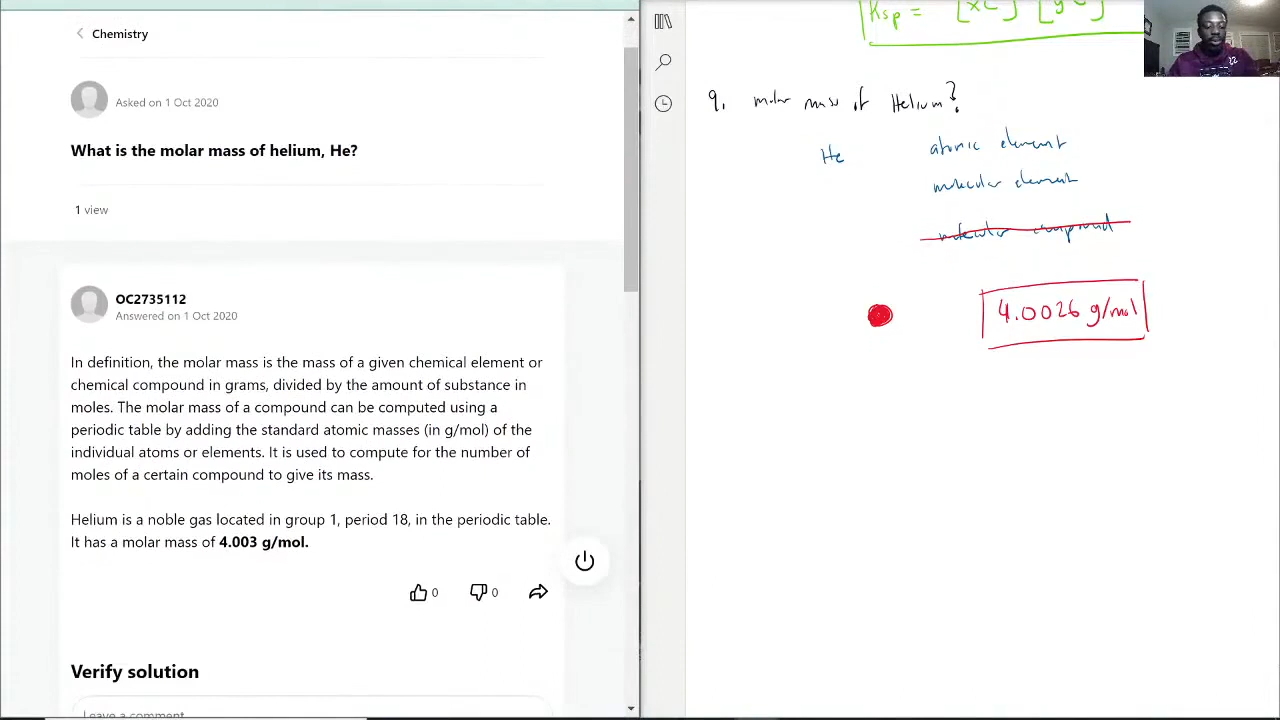 Chemistry
Asked on 1 Oct 2020
What is the molar mass of helium, He?
1 view
OC2735112
Answered on 1 Oct 2020
In definition, the molar mass is the mass of a given chemical element or
chemical compound in grams, divided by the amount of substance in
moles. The molar mass of a compound can be computed using a
periodic table by adding the standard atomic masses (in g/mol) of the
individual atoms or elements. It is used to compute for the number of
moles of a certain compound to give its mass.
Helium is a noble gas located in group 1, period 18, in the periodic table.
It has a molar mass of 4.003 g/mol.
0
0
Verify solution
Leave a comment
Ksp =
9. molar mass of Helium?
He
atomic element
molecular element
molecular compound
4.0026 g/mol
22